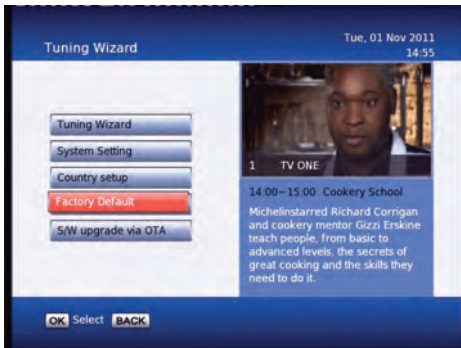 Tuning Wizard
Tue, 01 Nov 2011
14:55
Tuning Wizard
System Setting
Country setup
Factory Default
S/W upgrade via OTA
1 TV ONE
14:00~15:00 Cookery School
Michelinstarred Richard Corrigan
and cookery mentor Gizzi Erskine
teach people, from basic to
advanced levels, the secrets of
great cooking and the skills they
need to do it.
OK Select BACK